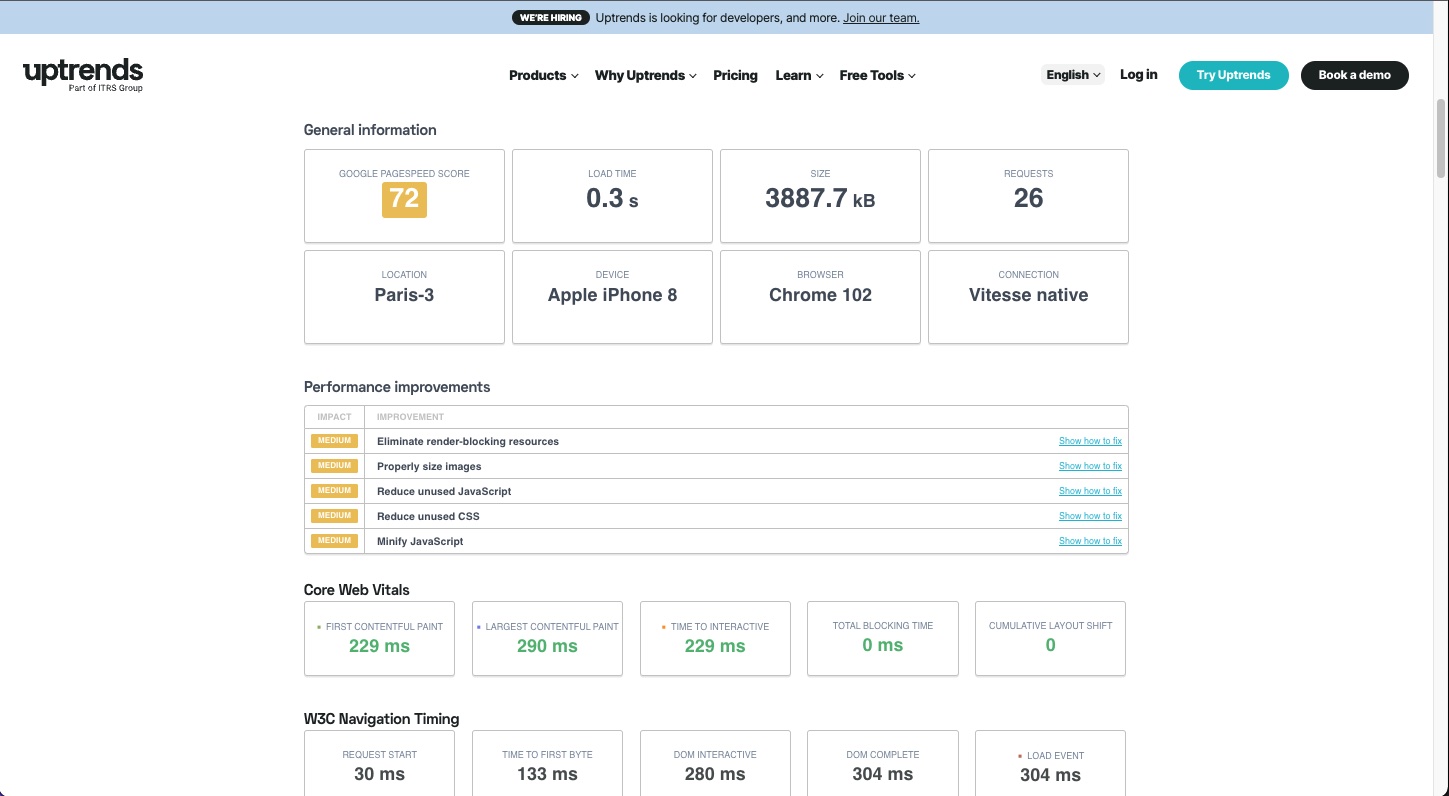 WE'RE HIRING Uptrends is looking for developers, and more. Join our team.
uptrends
Part of ITRS Group
Products Why Uptrends Pricing Learn Free Tools English Log in Try Uptrends Book a demo
General information
GOOGLE PAGESPEED SCORE LOAD TIME SIZE REQUESTS
72 0.3 s 3887.7 kB 26
LOCATION DEVICE BROWSER CONNECTION
Paris-3 Apple iPhone 8 Chrome 102 Vitesse native
Performance improvements
IMPACT IMPROVEMENT
MEDIUM Eliminate render-blocking resources Show how to fix
MEDIUM Properly size images Show how to fix
MEDIUM Reduce unused JavaScript Show how to fix
MEDIUM Reduce unused CSS Show how to fix
MEDIUM Minify JavaScript Show how to fix
Core Web Vitals
FIRST CONTENTFUL PAINT LARGEST CONTENTFUL PAINT TIME TO INTERACTIVE TOTAL BLOCKING TIME CUMULATIVE LAYOUT SHIFT
229 ms 290 ms 229 ms 0 ms 0
W3C Navigation Timing
REQUEST START TIME TO FIRST BYTE DOM INTERACTIVE DOM COMPLETE LOAD EVENT
30 ms 133 ms 280 ms 304 ms 304 ms